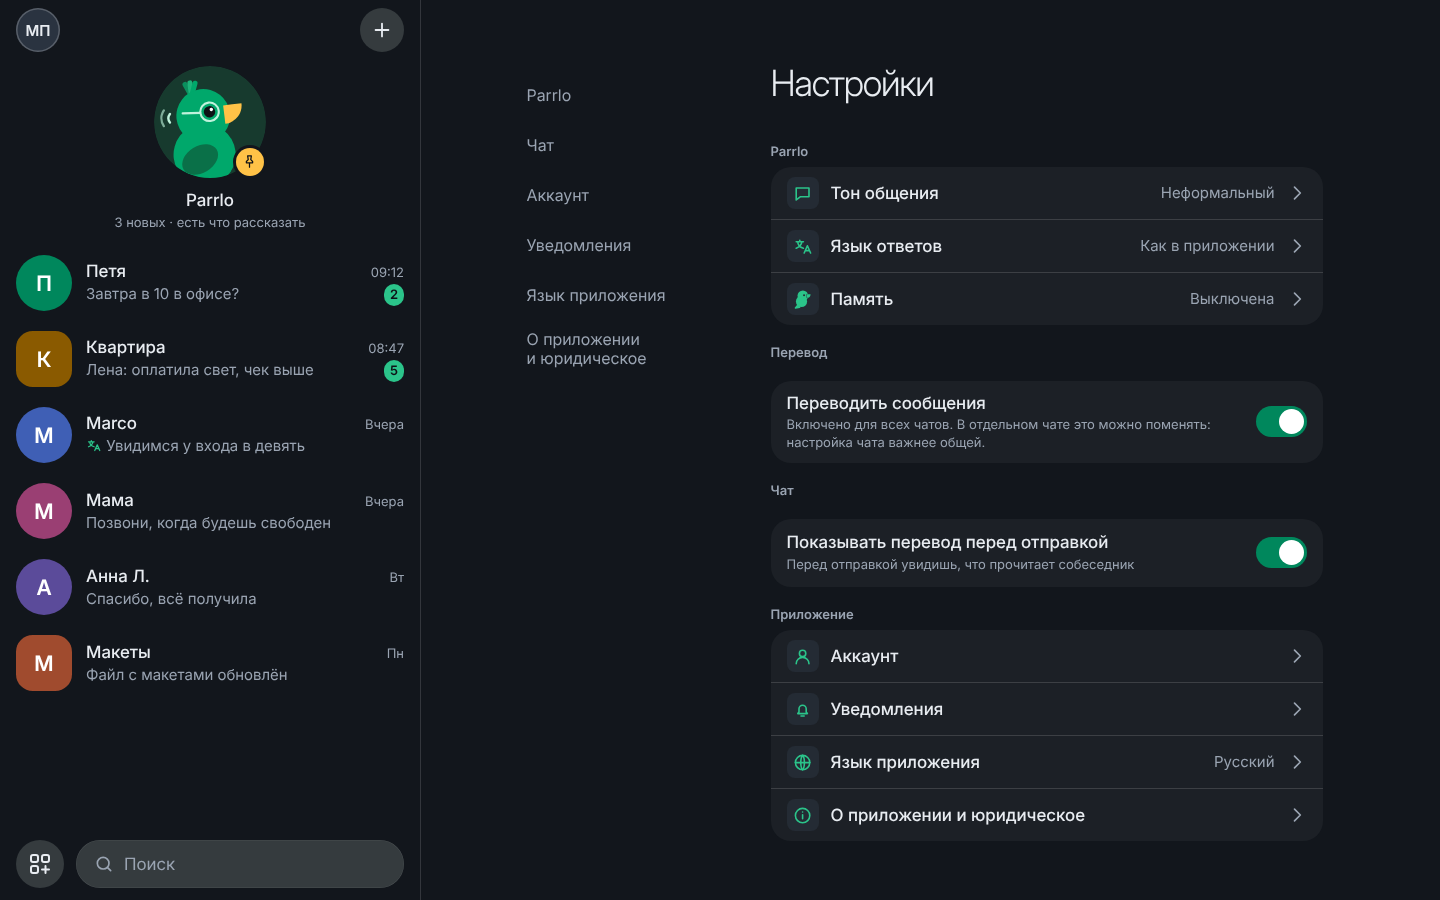 МП
Parrlo
3 новых · есть что рассказать
П
Петя
09:12
Завтра в 10 в офисе?
2
К
Квартира
08:47
Лена: оплатила свет, чек выше
5
M
Marco
Вчера
Увидимся у входа в девять
М
Мама
Вчера
Позвони, когда будешь свободен
А
Анна Л.
Вт
Спасибо, всё получила
М
Макеты
Пн
Файл с макетами обновлён
Поиск
Parrlo
Чат
Аккаунт
Уведомления
Язык приложения
О приложении
и юридическое
Настройки
Parrlo
Тон общения
Неформальный
Язык ответов
Как в приложении
Память
Выключена
Перевод
Переводить сообщения
Включено для всех чатов. В отдельном чате это можно поменять:
настройка чата важнее общей.
Чат
Показывать перевод перед отправкой
Перед отправкой увидишь, что прочитает собеседник
Приложение
Аккаунт
Уведомления
Язык приложения
Русский
О приложении и юридическое